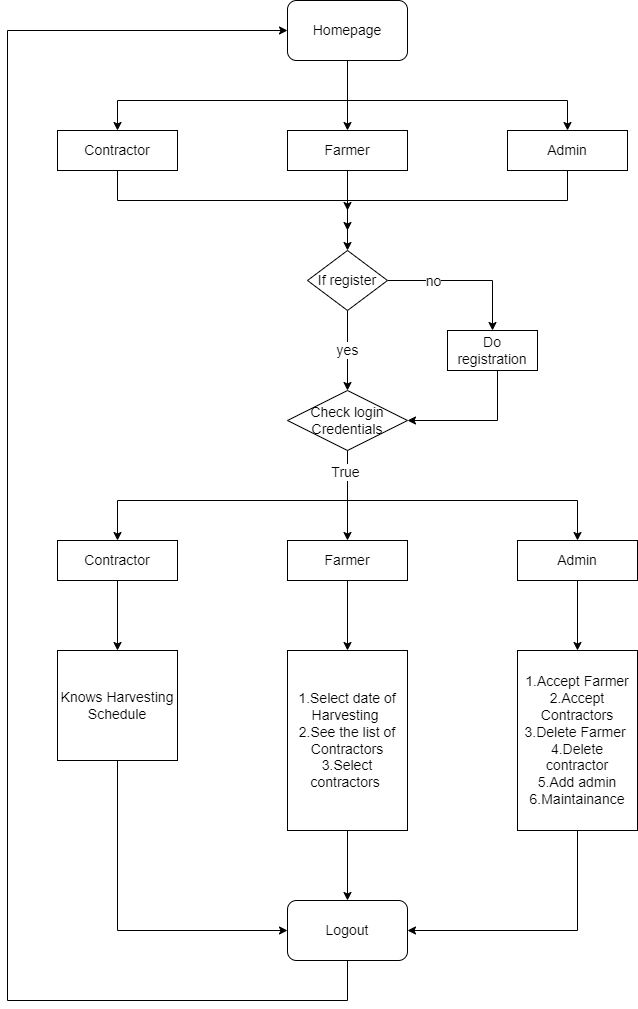 Homepage
Contractor
Farmer
Admin
If register
no
Do
registration
yes
Check login
Credentials
True
Contractor
Farmer
Admin
Knows Harvesting
Schedule
1.Select date of
Harvesting
2.See the list of
Contractors
3.Select
contractors
1.Accept Farmer
2.Accept
Contractors
3.Delete Farmer
4.Delete
contractor
5.Add admin
6.Maintainance
Logout